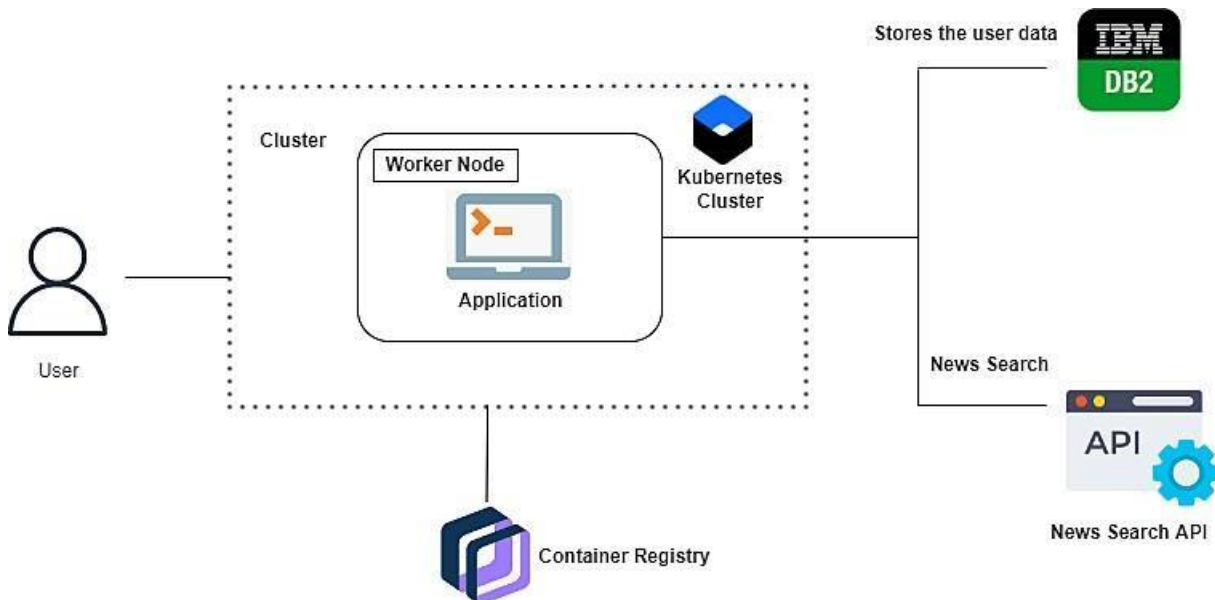 Stores the user data
IBM
DB2
Cluster
Worker Node
Kubernetes
Cluster
Application
User
News Search
API
News Search API
Container Registry